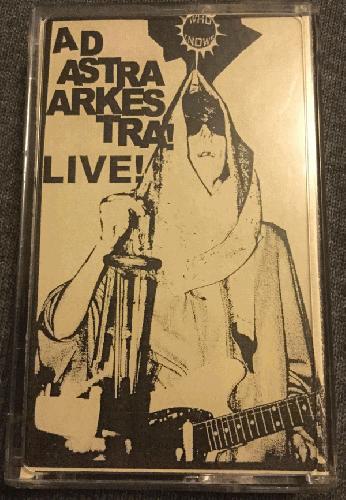 WHO
KNOWS
AD
ASTRA
ARKES
TRA!
LIVE!